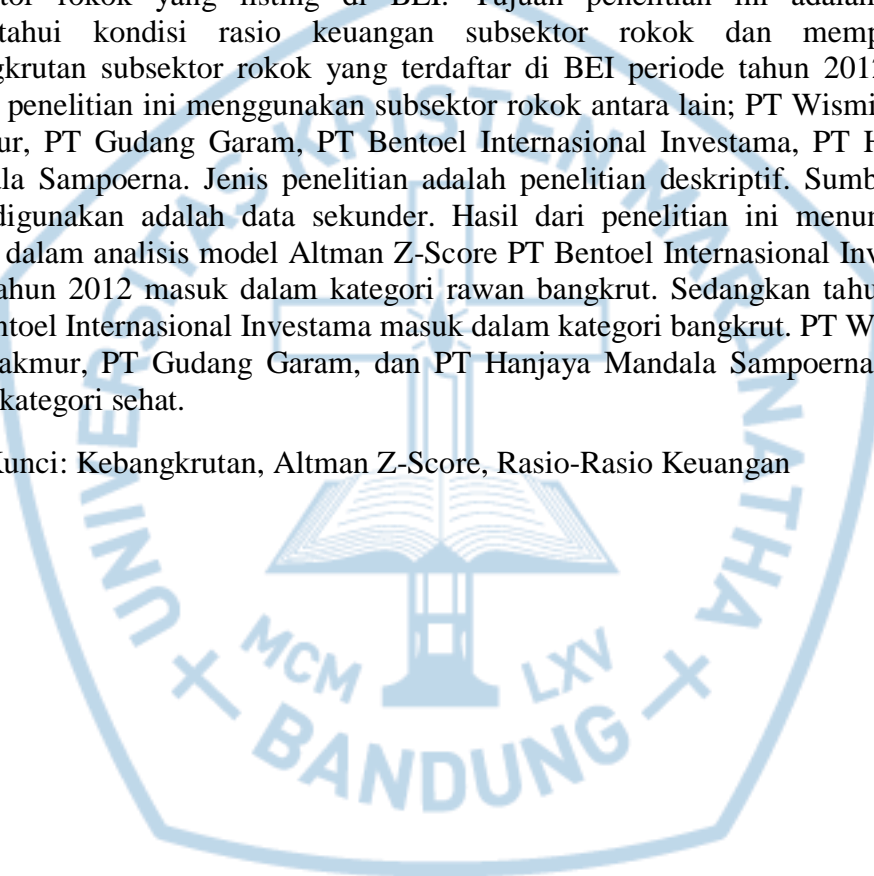 tor rokok yang listing di BEI. Tujuan penelitian ini adalah
tahui kondisi rasio keuangan subsektor rokok dan memp
gkrutan subsektor rokok yang terdaftar di BEI periode tahun 2012
penelitian ini menggunakan subsektor rokok antara lain; PT Wismi
ur, PT Gudang Garam, PT Bentoel Internasional Investama, PT H
la Sampoerna. Jenis penelitian adalah penelitian deskriptif. Sumb
digunakan adalah data sekunder. Hasil dari penelitian ini menun
dalam analisis model Altman Z-Score PT Bentoel Internasional Inv
ahun 2012 masuk dalam kategori rawan bangkrut. Sedangkan tahu
ntoel Internasional Investama masuk dalam kategori bangkrut. PT W
akmur, PT Gudang Garam, dan PT Hanjaya Mandala Sampoerna
kategori sehat.
Kunci: Kebangkrutan, Altman Z-Score, Rasio-Rasio Keuangan
UNIVERSITAS KRISTEN MARANATHA
MCM LXV
BANDUNG